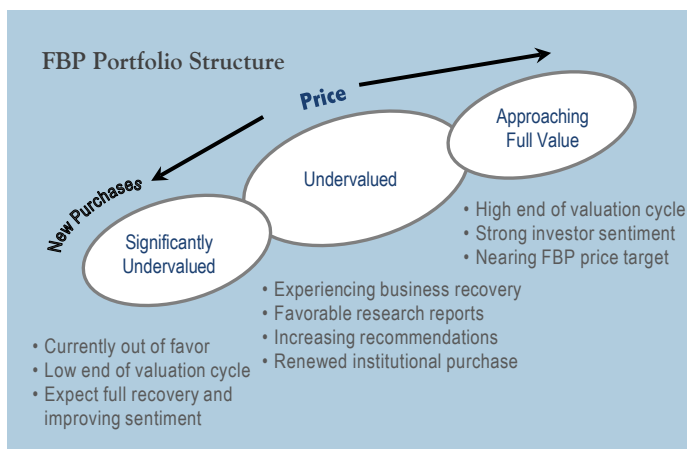 FBP Portfolio Structure
Price
New Purchases
Significantly
Undervalued
Undervalued
Approaching
Full Value
• Currently out of favor
• Low end of valuation cycle
• Expect full recovery and
improving sentiment
• Experiencing business recovery
• Favorable research reports
• Increasing recommendations
• Renewed institutional purchase
• High end of valuation cycle
• Strong investor sentiment
• Nearing FBP price target